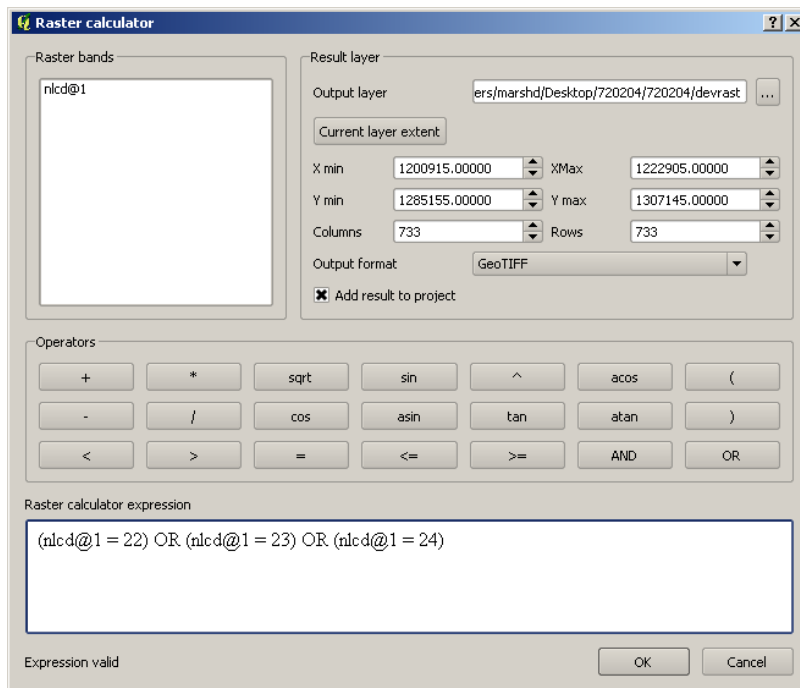 Raster calculator
Raster bands
nlcd@1
Result layer
Output layer ers/marshd/Desktop/720204/720204/devrast ...
Current layer extent
X min 1200915.00000 XMax 1222905.00000
Y min 1285155.00000 Y max 1307145.00000
Columns 733 Rows 733
Output format GeoTIFF
Add result to project
Operators
+ * sqrt sin ^ acos (
- / cos asin tan atan )
< > = <= >= AND OR
Raster calculator expression
(nlcd@1 = 22) OR (nlcd@1 = 23) OR (nlcd@1 = 24)
Expression valid OK Cancel